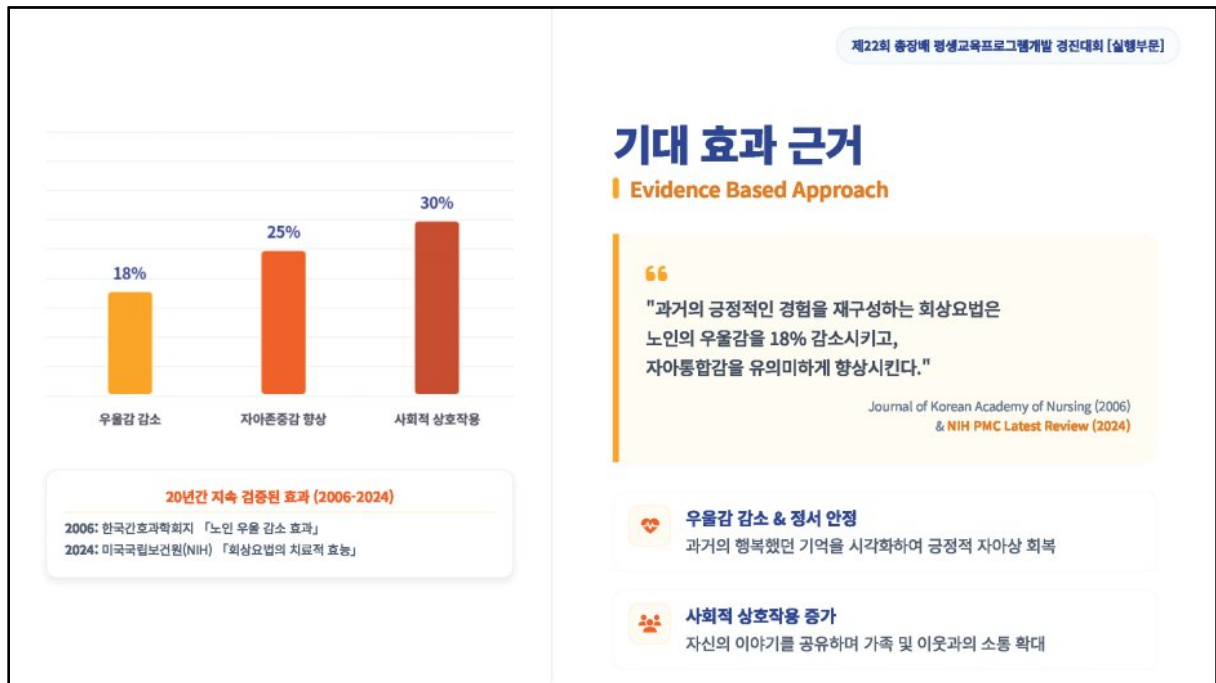 제22회 총장배 평생교육프로그램개발 경진대회 [실행부문]
30%
25%
18%
우울감 감소
자아존중감 향상
사회적 상호작용
20년간 지속 검증된 효과 (2006-2024)
2006: 한국간호과학회지 「노인 우울 감소 효과」
2024: 미국국립보건원(NIH) 「회상요법의 치료적 효능」
기대 효과 근거
Evidence Based Approach
“
"과거의 긍정적인 경험을 재구성하는 회상요법은
노인의 우울감을 18% 감소시키고,
자아통합감을 유의미하게 향상시킨다."
Journal of Korean Academy of Nursing (2006)
& NIH PMC Latest Review (2024)
우울감 감소 & 정서 안정
과거의 행복했던 기억을 시각화하여 긍정적 자아상 회복
사회적 상호작용 증가
자신의 이야기를 공유하며 가족 및 이웃과의 소통 확대